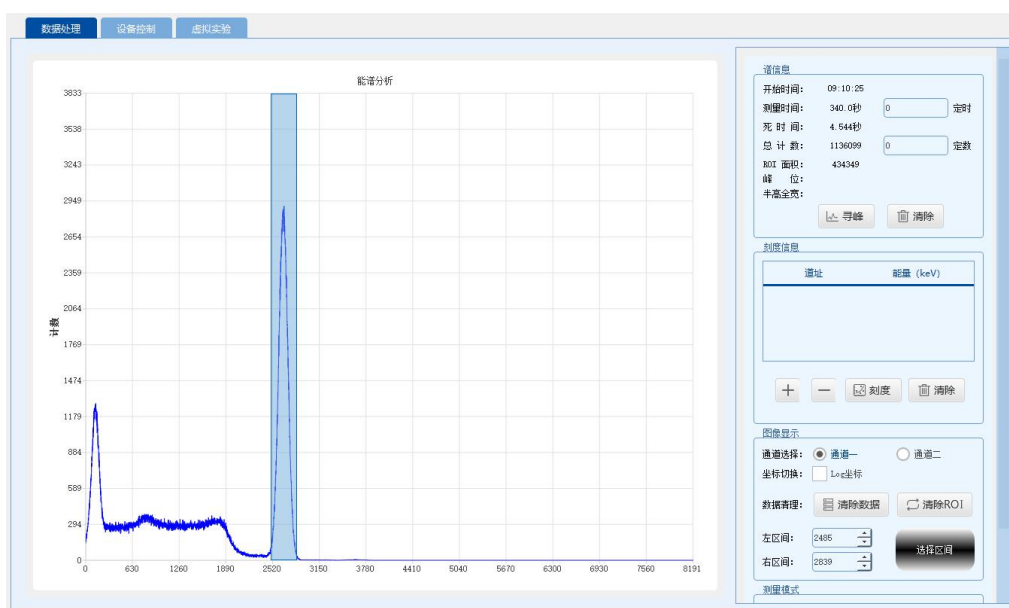 数据处理 设备控制 虚拟实验
能谱分析
3833
3538
3243
2949
2654
2359
2064
1769
1474
1179
884
589
294
0
计数
0 630 1260 1890 2520 3150 3780 4410 5040 5670 6300 6930 7560 8191
谱信息
开始时间: 09:10:25
测量时间: 340.0秒 0 定时
死 时 间: 4.544秒
总 计 数: 1136099 0 定数
ROI 面积: 434349
峰 位:
半高全宽:
寻峰 清除
刻度信息
道址 能量 (keV)
+ − 刻度 清除
图像显示
通道选择: 通道一 通道二
坐标切换: Log坐标
数据清理: 清除数据 清除ROI
左区间: 2485
选择区间
右区间: 2839
测量模式